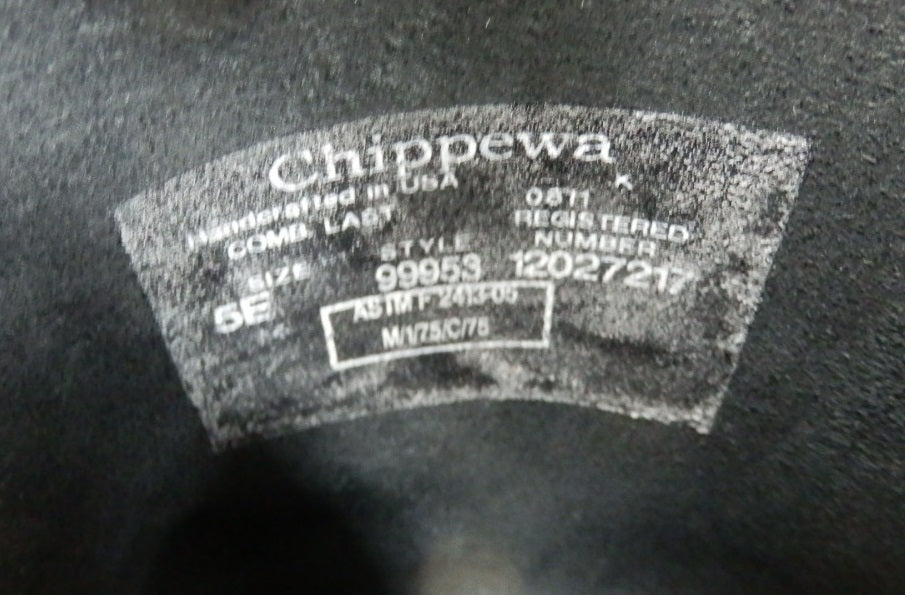 Chippewa
Handcrafted in USA K
COMB. LAST 0811
REGISTERED
SIZE STYLE NUMBER
5E 99953 12027217
ASTM F 2413-05
M/I/75/C/75